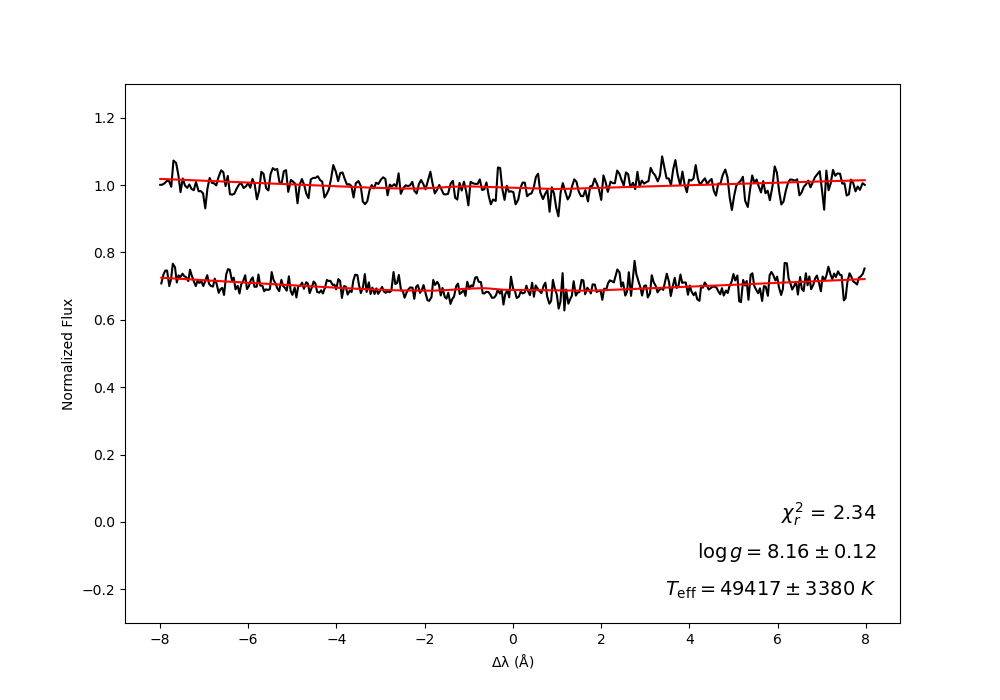 1.2
1.0
0.8
0.6
0.4
0.2
0.0
−0.2
Normalized Flux
χ²ᵣ = 2.34
log g = 8.16 ± 0.12
T_eff = 49417 ± 3380 K
−8 −6 −4 −2 0 2 4 6 8
Δλ (Å)